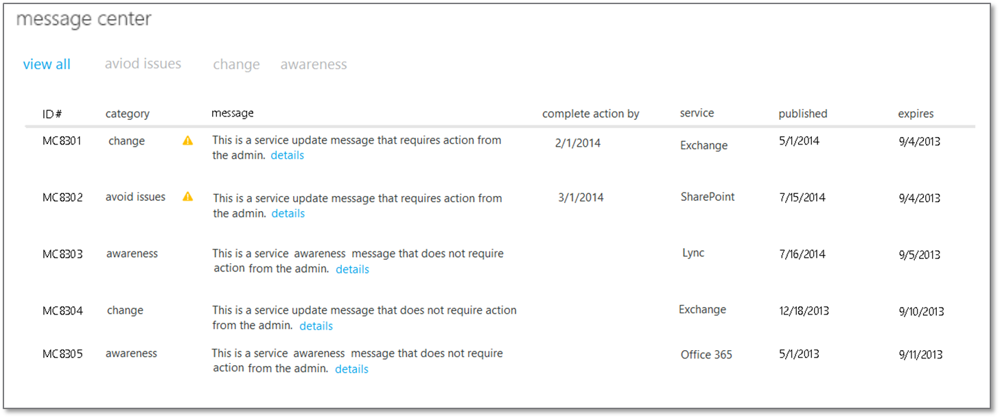 message center
view all aviod issues change awareness
ID# category message complete action by service published expires
MC8301 change This is a service update message that requires action from 2/1/2014 Exchange 5/1/2014 9/4/2013
the admin. details
MC8302 avoid issues This is a service update message that requires action from 3/1/2014 SharePoint 7/15/2014 9/4/2013
the admin. details
MC8303 awareness This is a service awareness message that does not require Lync 7/16/2014 9/5/2013
action from the admin. details
MC8304 change This is a service update message that does not require action Exchange 12/18/2013 9/10/2013
from the admin. details
MC8305 awareness This is a service awareness message that does not require Office 365 5/1/2013 9/11/2013
action from the admin. details